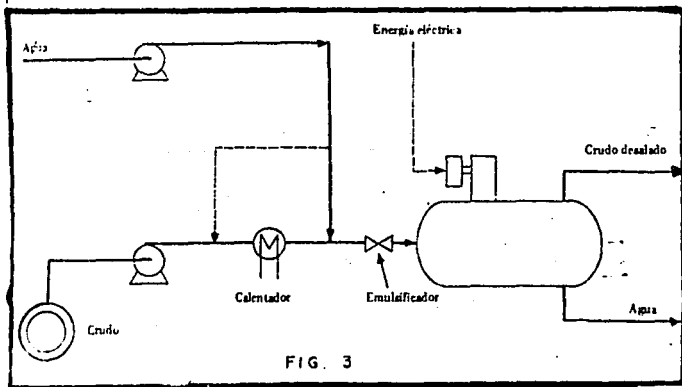 Agua
Energía eléctrica
Crudo desalado
Calentador
Emulsificador
Agua
Crudo
FIG. 3